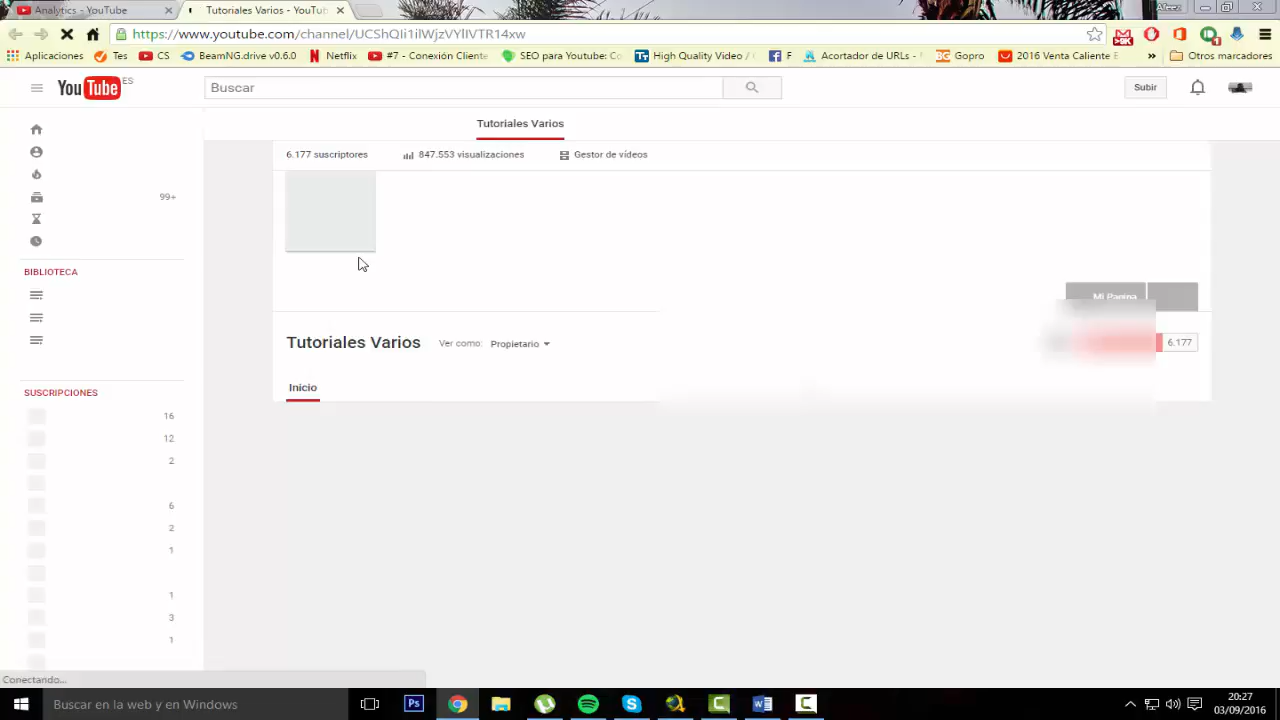 Analytics - YouTube
Tutoriales Varios - YouTub
https://www.youtube.com/channel/UCShQIi1ilWjzVYlIVTR14xw
Aplicaciones
Tes
CS
BeamNG.drive v0.6.0
Netflix
#7 - Conexión Cliente
SEO para Youtube: Co
High Quality Video /
F
Acortador de URLs -
Gopro
2016 Venta Caliente E
»
Otros marcadores
YouTube ES
Buscar
Subir
Tutoriales Varios
6.177 suscriptores
847.553 visualizaciones
Gestor de vídeos
99+
BIBLIOTECA
Mi Pagina
Tutoriales Varios
Ver como:
Propietario
6.177
Inicio
SUSCRIPCIONES
16
12
2
6
2
1
1
3
1
Conectando...
Buscar en la web y en Windows
Ps
20:27
03/09/2016